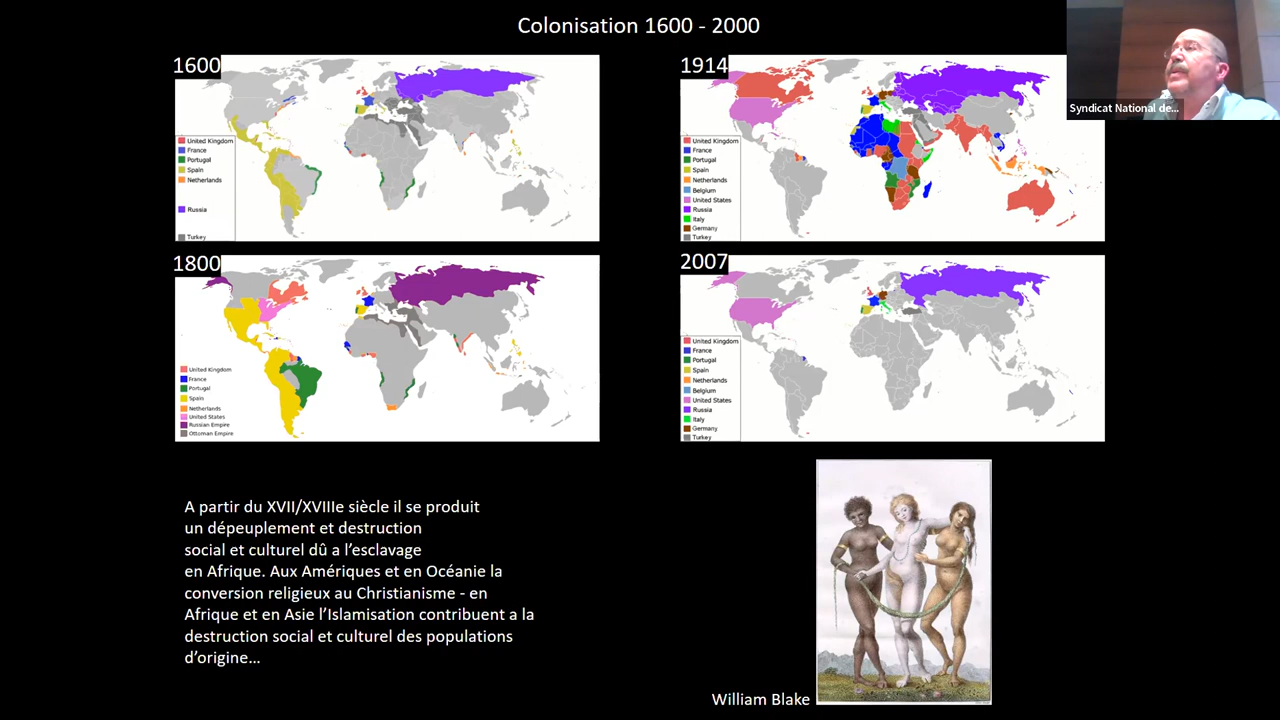 Colonisation 1600 - 2000
Syndicat National de...
1600
United Kingdom
France
Portugal
Spain
Netherlands
Russia
Turkey
1914
United Kingdom
France
Portugal
Spain
Netherlands
Belgium
United States
Russia
Italy
Germany
Turkey
1800
United Kingdom
France
Portugal
Spain
Netherlands
United States
Russian Empire
Ottoman Empire
2007
United Kingdom
France
Portugal
Spain
Netherlands
Belgium
United States
Russia
Italy
Germany
Turkey
A partir du XVII/XVIIIe siècle il se produit
un dépeuplement et destruction
social et culturel dû a l’esclavage
en Afrique. Aux Amériques et en Océanie la
conversion religieux au Christianisme - en
Afrique et en Asie l’Islamisation contribuent a la
destruction social et culturel des populations
d’origine…
William Blake